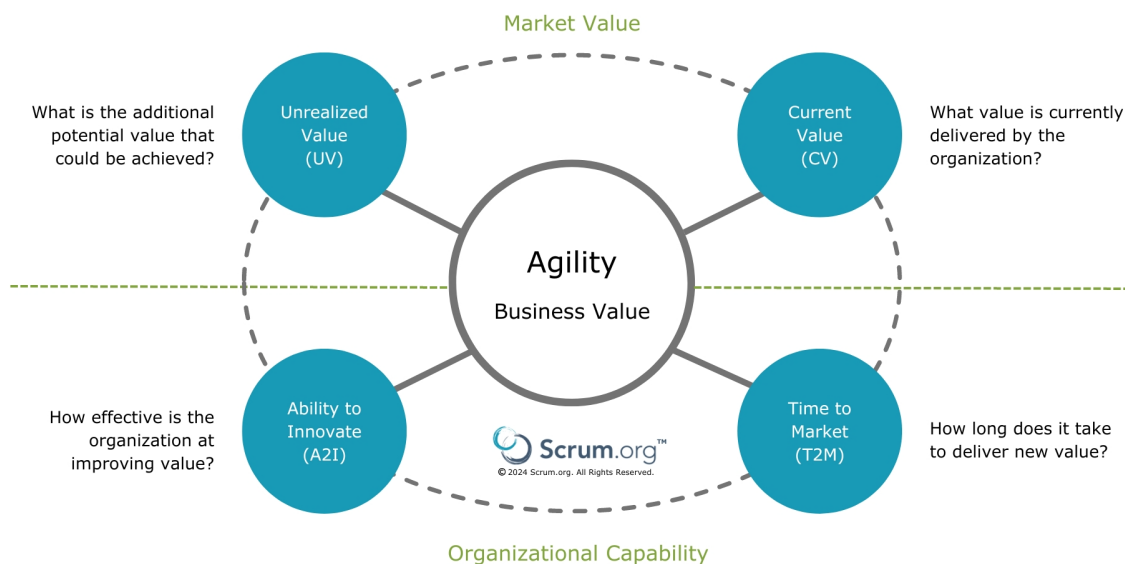 Market Value
What is the additional
potential value that
could be achieved?
Unrealized
Value
(UV)
Current
Value
(CV)
What value is currently
delivered by the
organization?
Agility
Business Value
How effective is the
organization at
improving value?
Ability to
Innovate
(A2I)
Scrum.org™
© 2024 Scrum.org. All Rights Reserved.
Time to
Market
(T2M)
How long does it take
to deliver new value?
Organizational Capability